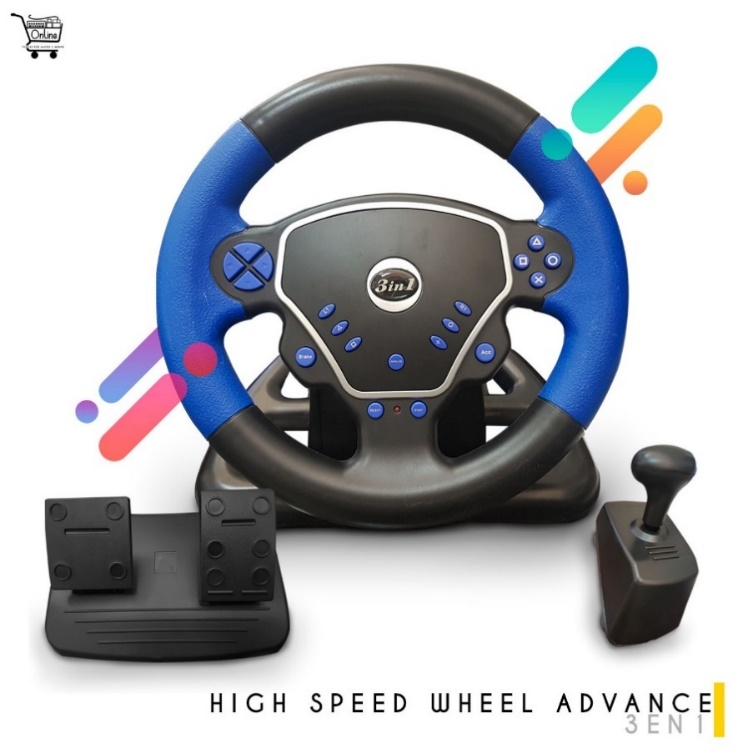 Online
3in1
Brake
Acc
HIGH SPEED WHEEL ADVANCE
3EN1